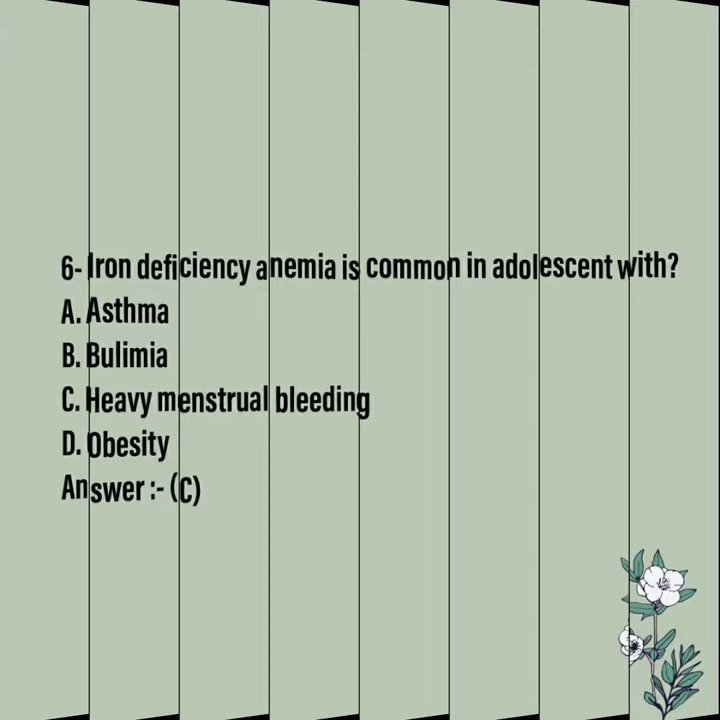 6- Iron deficiency anemia is common in adolescent with?
A. Asthma
B. Bulimia
C. Heavy menstrual bleeding
D. Obesity
Answer :- (C)